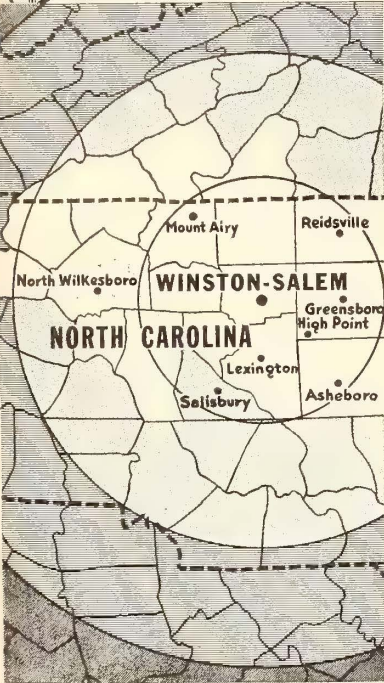 Mount Airy
Reidsville
North Wilkesboro
WINSTON-SALEM
Greensboro
High Point
NORTH CAROLINA
Lexington
Salisbury
Asheboro